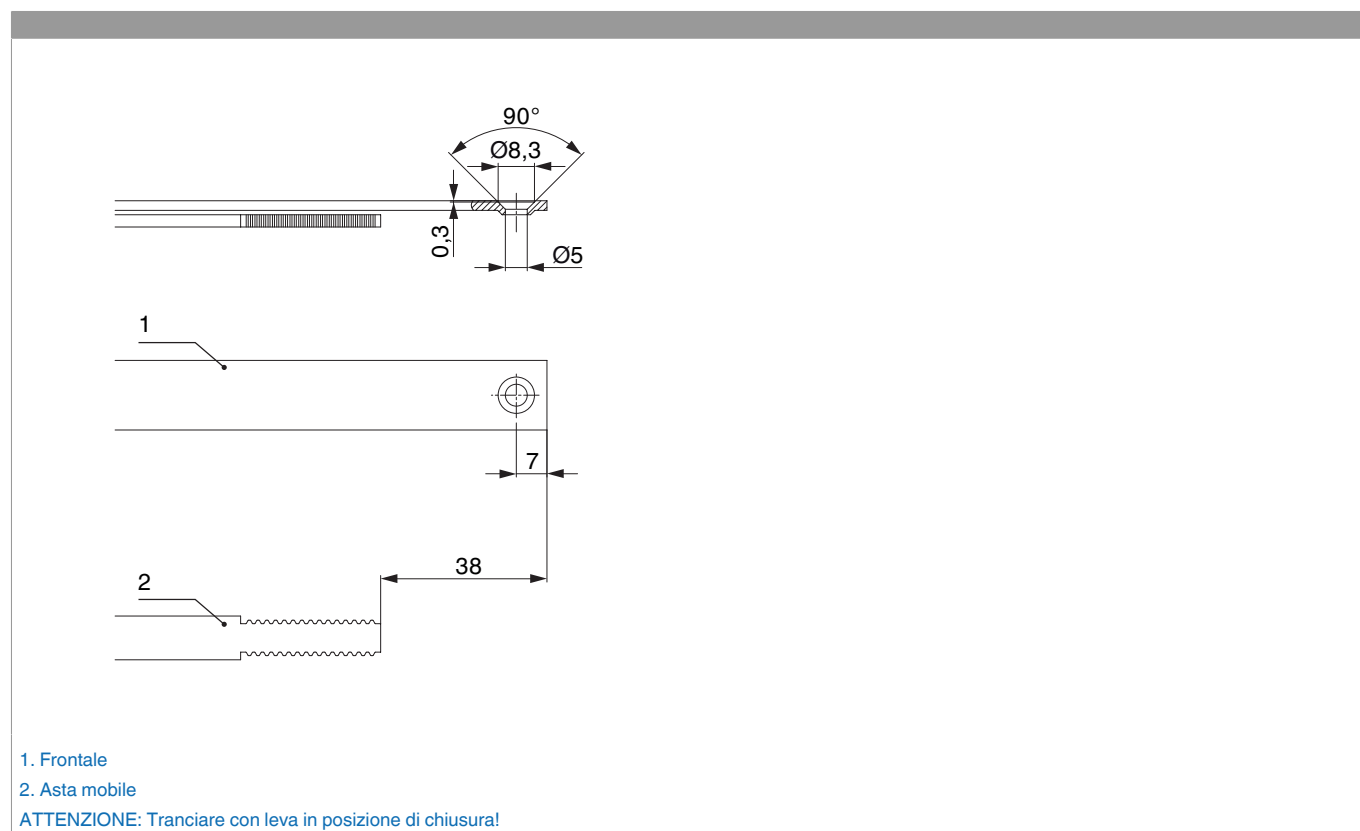 90°
Ø8,3
0,3
Ø5
1
7
38
2
1. Frontale
2. Asta mobile
ATTENZIONE: Tranciare con leva in posizione di chiusura!